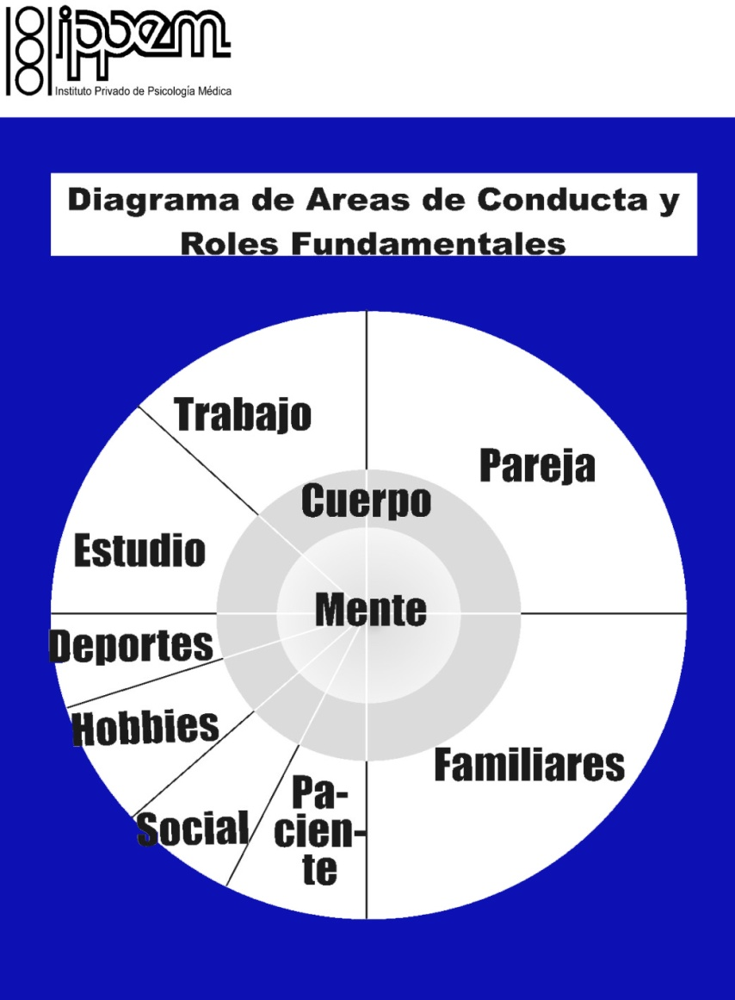 ippem
Instituto Privado de Psicología Médica
Diagrama de Areas de Conducta y
Roles Fundamentales
Trabajo
Pareja
Cuerpo
Estudio
Mente
Deportes
Hobbies
Familiares
Social
Pa-
cien-
te